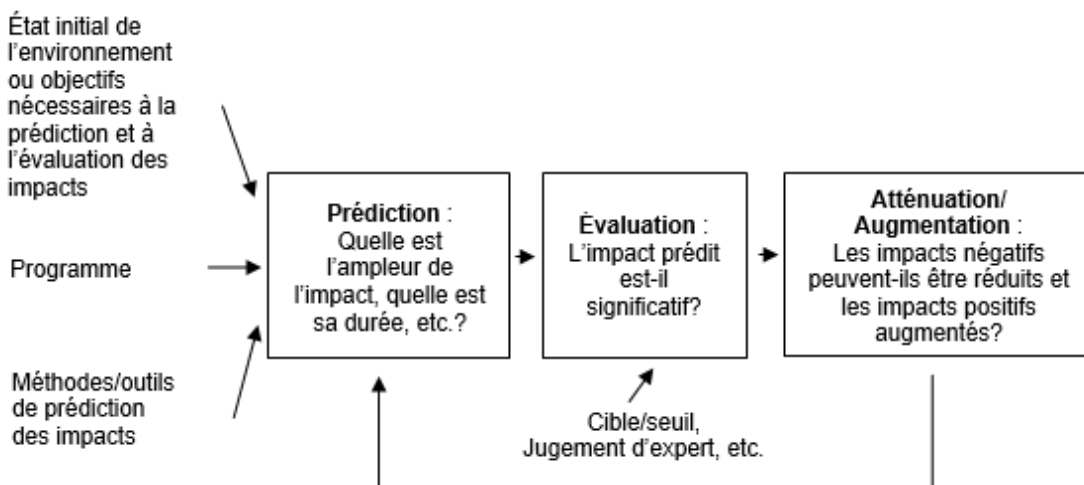 État initial de
l'environnement
ou objectifs
nécessaires à la
prédiction et à
l'évaluation des
impacts
Programme
Méthodes/outils
de prédiction
des impacts
Prédiction :
Quelle est
l'ampleur de
l'impact, quelle est
sa durée, etc.?
Évaluation :
L'impact prédit
est-il
significatif?
Cible/seuil,
Jugement d'expert, etc.
Atténuation/
Augmentation :
Les impacts négatifs
peuvent-ils être réduits et
les impacts positifs
augmentés?